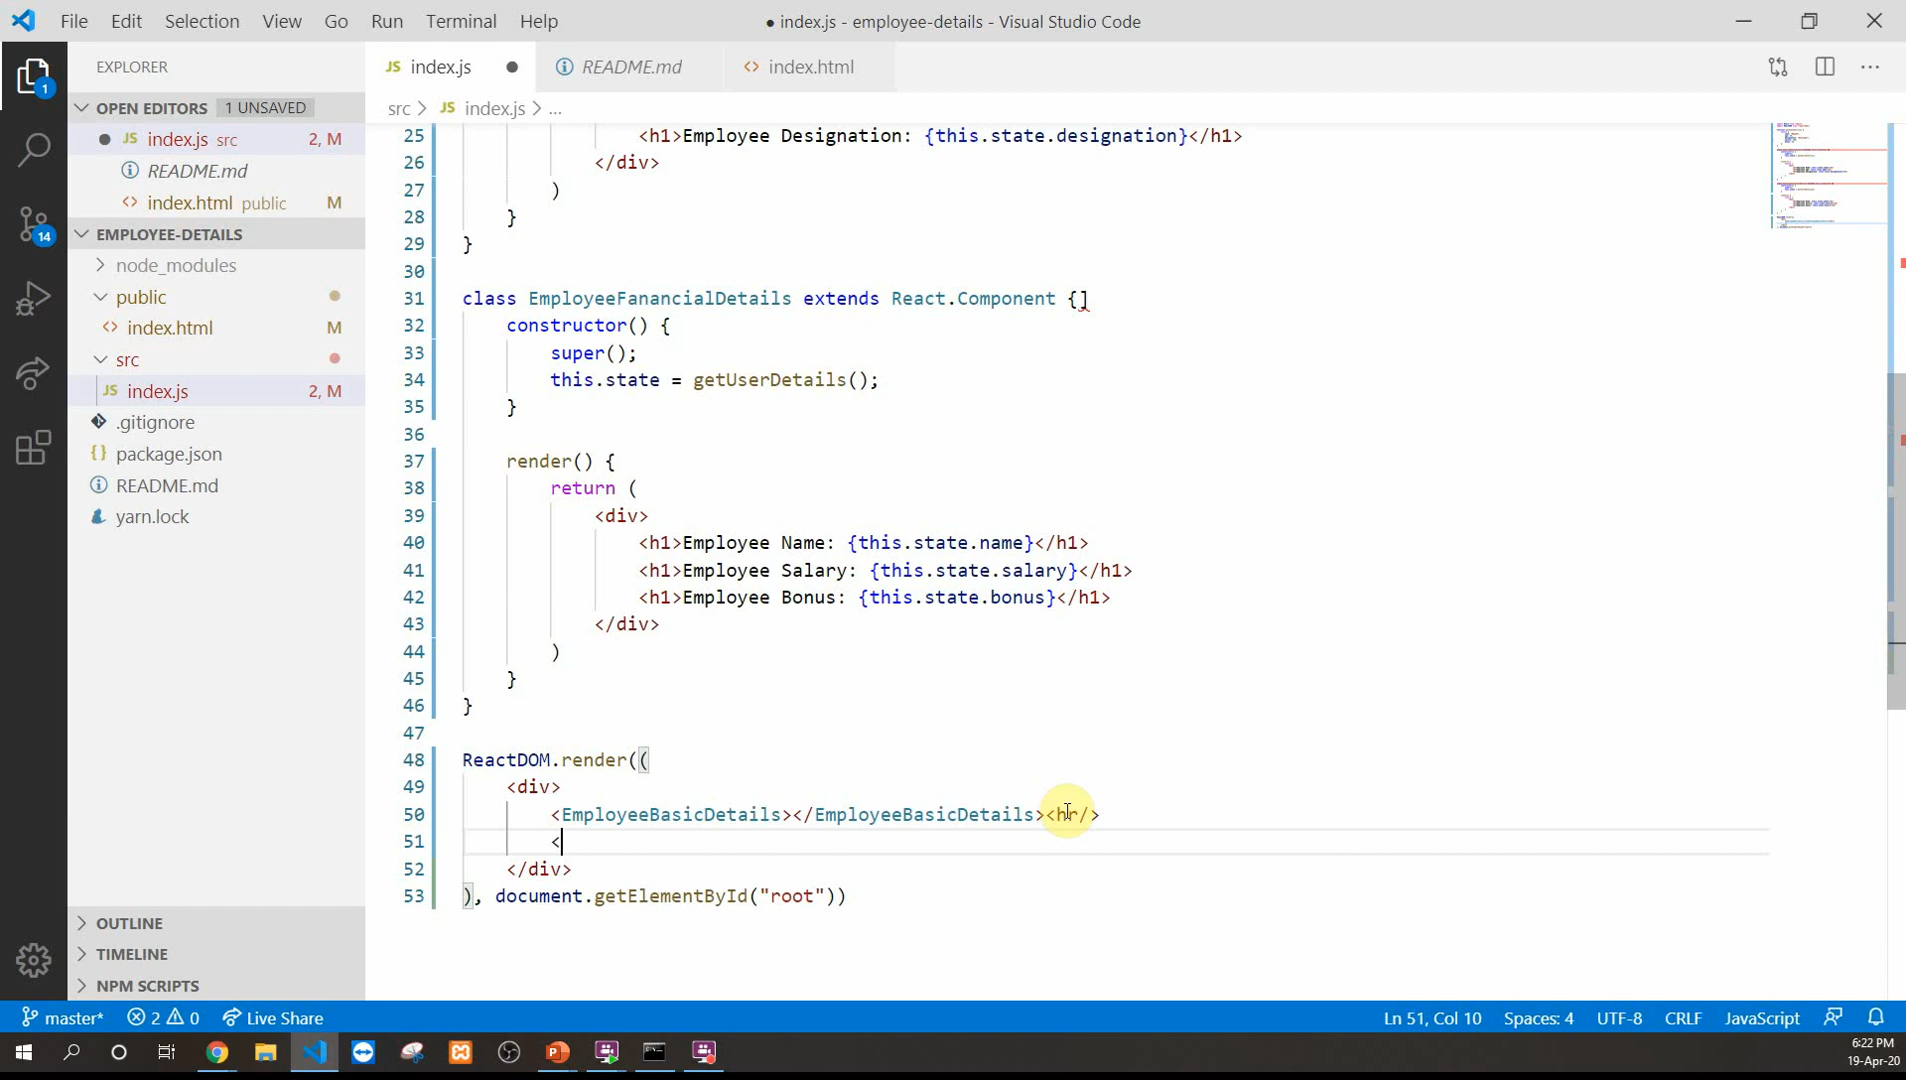 File Edit Selection View Go Run Terminal Help ● index.js - employee-details - Visual Studio Code
EXPLORER
OPEN EDITORS 1 UNSAVED
JS index.js src 2, M
README.md
<> index.html public M
EMPLOYEE-DETAILS
node_modules
public
<> index.html M
src
JS index.js 2, M
.gitignore
{} package.json
README.md
yarn.lock
OUTLINE
TIMELINE
NPM SCRIPTS
1
14
JS index.js ● README.md <> index.html
src > JS index.js > ...
25 <h1>Employee Designation: {this.state.designation}</h1>
26 </div>
27 )
28 }
29 }
30
31 class EmployeeFanancialDetails extends React.Component {]
32 constructor() {
33 super();
34 this.state = getUserDetails();
35 }
36
37 render() {
38 return (
39 <div>
40 <h1>Employee Name: {this.state.name}</h1>
41 <h1>Employee Salary: {this.state.salary}</h1>
42 <h1>Employee Bonus: {this.state.bonus}</h1>
43 </div>
44 )
45 }
46 }
47
48 ReactDOM.render((
49 <div>
50 <EmployeeBasicDetails></EmployeeBasicDetails><hr/>
51 <
52 </div>
53 ), document.getElementById("root"))
master* 2 0 Live Share Ln 51, Col 10 Spaces: 4 UTF-8 CRLF JavaScript
6:22 PM
19-Apr-20